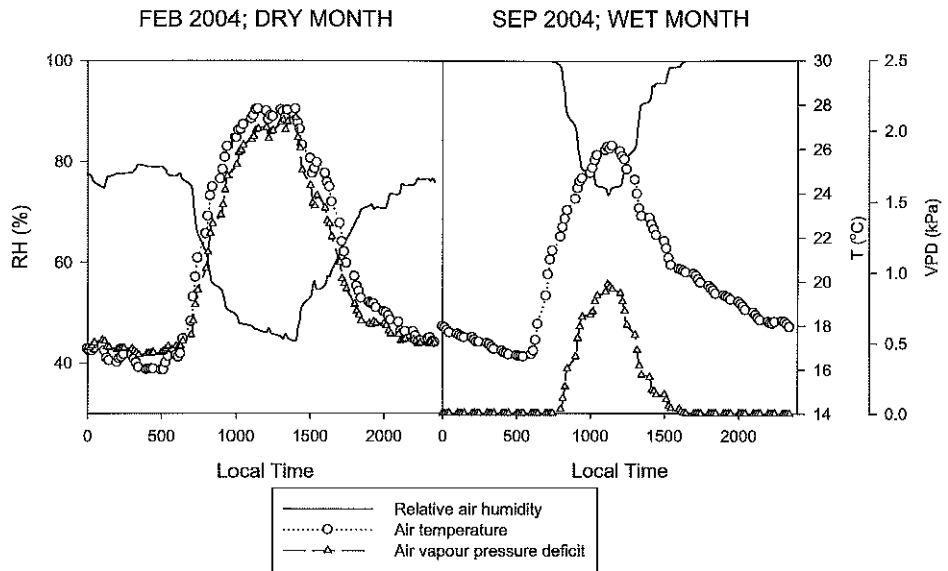 FEB 2004; DRY MONTH
SEP 2004; WET MONTH
100
80
60
40
RH (%)
0
500
1000
1500
2000
Local Time
0
500
1000
1500
2000
Local Time
30
28
26
24
22
20
18
16
14
T (°C)
2.5
2.0
1.5
1.0
0.5
0.0
VPD (kPa)
Relative air humidity
Air temperature
Air vapour pressure deficit